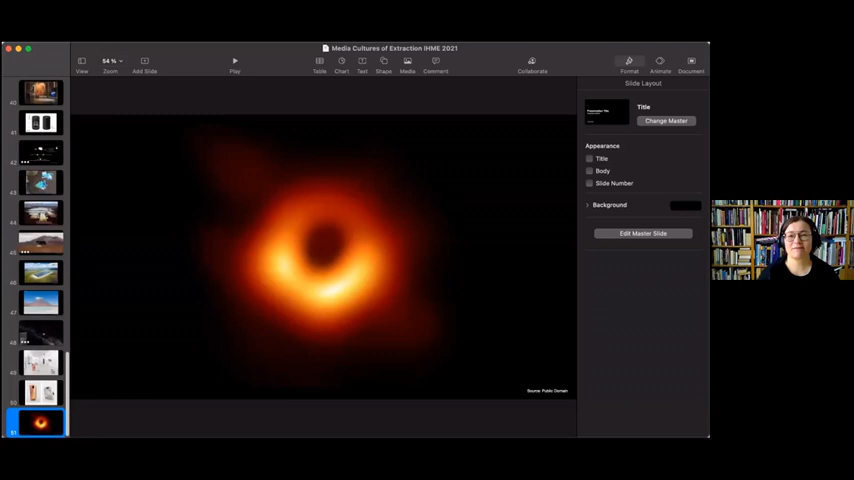 Media Cultures of Extraction IHME 2021
54 %
View
Zoom
Add Slide
Play
Table
Chart
Text
Shape
Media
Comment
Collaborate
Format
Animate
Document
Slide Layout
Title
Change Master
Appearance
Title
Body
Slide Number
Background
Edit Master Slide
40
41
42
43
44
45
46
47
48
49
50
51
Source: Public Domain